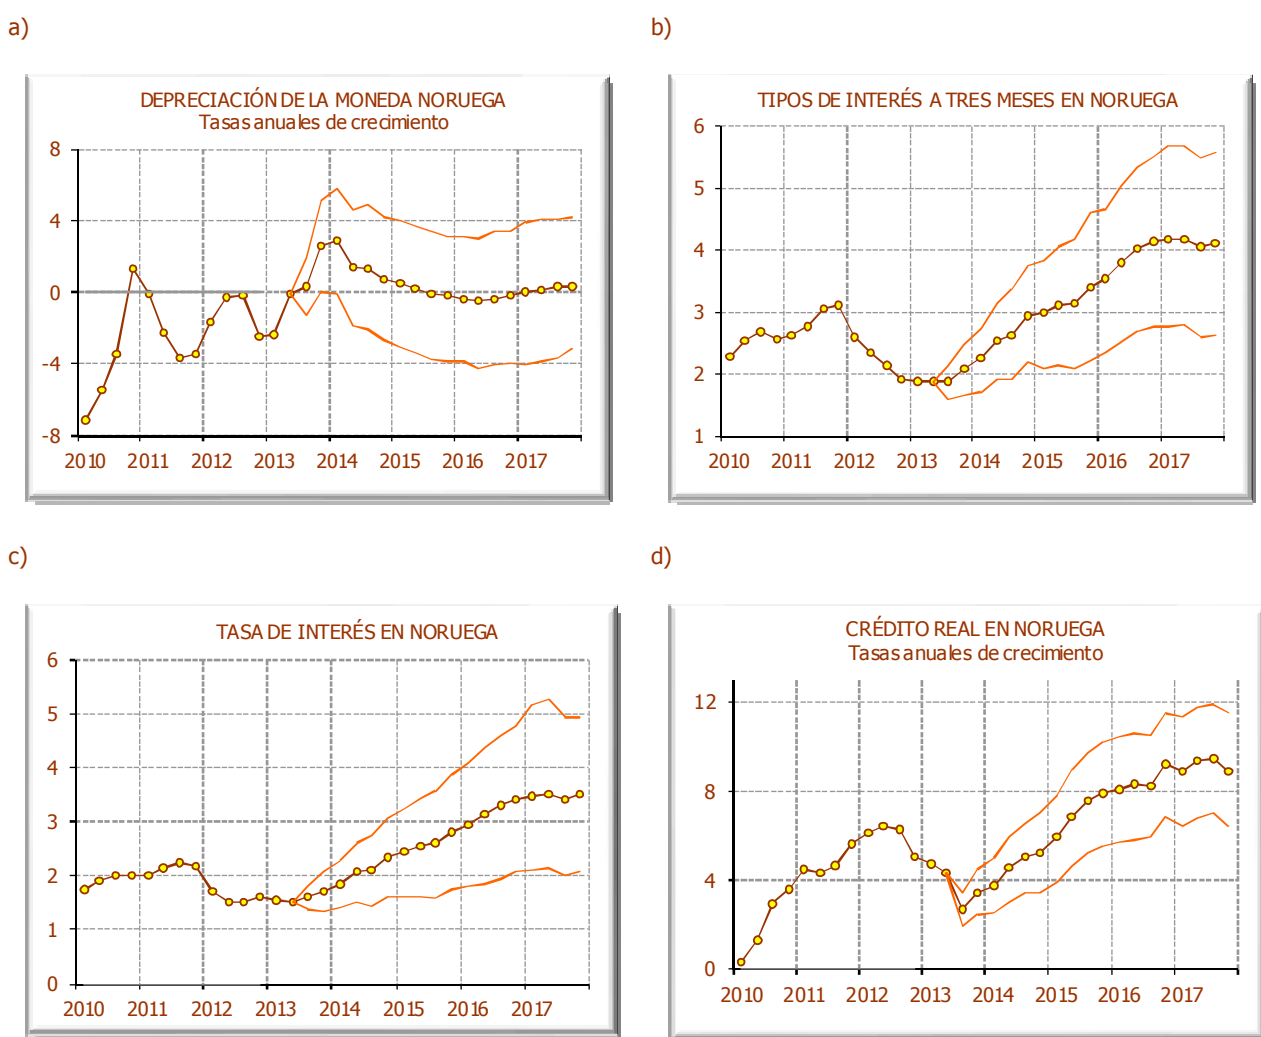 a)
b)
DEPRECIACIÓN DE LA MONEDA NORUEGA
Tasas anuales de crecimiento
8
4
0
-4
-8
2010 2011 2012 2013 2014 2015 2016 2017
TIPOS DE INTERÉS A TRES MESES EN NORUEGA
6
5
4
3
2
1
2010 2011 2012 2013 2014 2015 2016 2017
c)
d)
TASA DE INTERÉS EN NORUEGA
6
5
4
3
2
1
0
2010 2011 2012 2013 2014 2015 2016 2017
CRÉDITO REAL EN NORUEGA
Tasas anuales de crecimiento
12
8
4
0
2010 2011 2012 2013 2014 2015 2016 2017